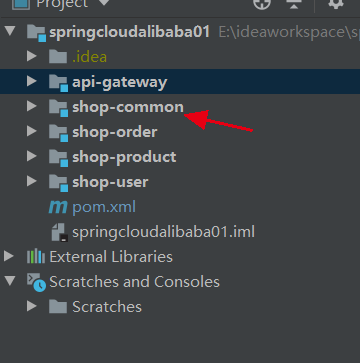 Project
springcloudalibaba01 E:\ideaworkspace\sp
.idea
api-gateway
shop-common
shop-order
shop-product
shop-user
pom.xml
springcloudalibaba01.iml
External Libraries
Scratches and Consoles
Scratches